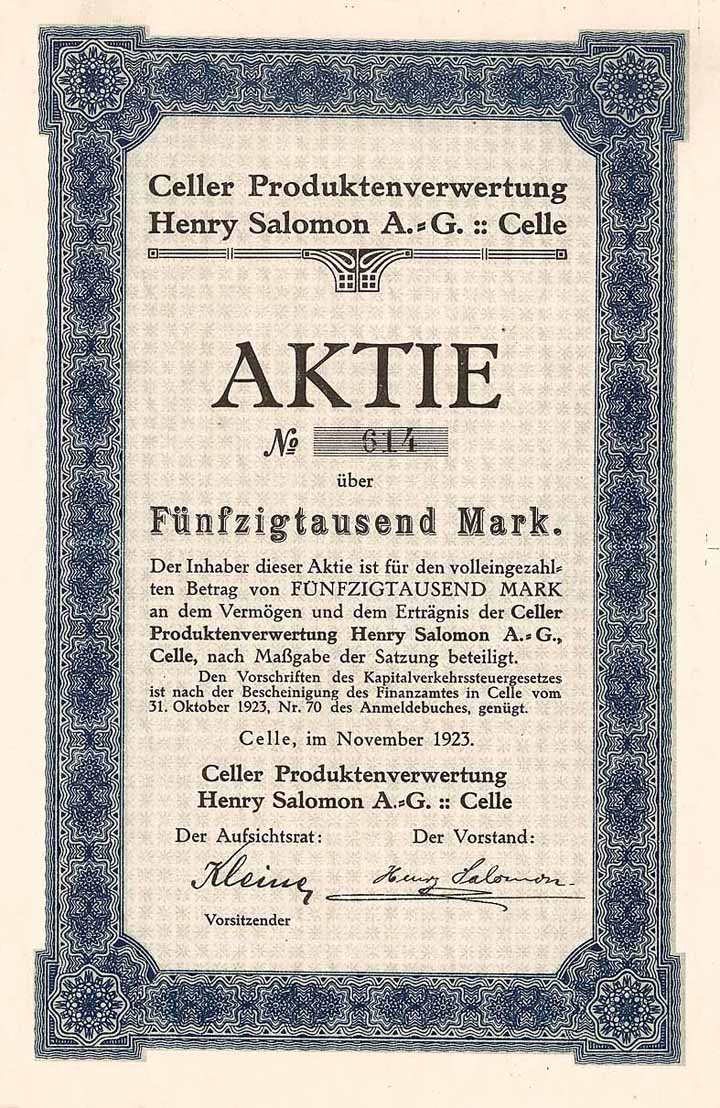 Celler Produktenverwertung
Henry Salomon A.=G. :: Celle
AKTIE
№ 614
über
Fünfzigtausend Mark.
Der Inhaber dieser Aktie ist für den volleingezahl=
ten Betrag von FÜNFZIGTAUSEND MARK
an dem Vermögen und dem Erträgnis der Celler
Produktenverwertung Henry Salomon A.=G.,
Celle, nach Maßgabe der Satzung beteiligt.
Den Vorschriften des Kapitalverkehrssteuergesetzes
ist nach der Bescheinigung des Finanzamtes in Celle vom
31. Oktober 1923, Nr. 70 des Anmeldebuches, genügt.
Celle, im November 1923.
Celler Produktenverwertung
Henry Salomon A.=G. :: Celle
Der Aufsichtsrat: Der Vorstand:
Kleine Henry Salomon.
Vorsitzender